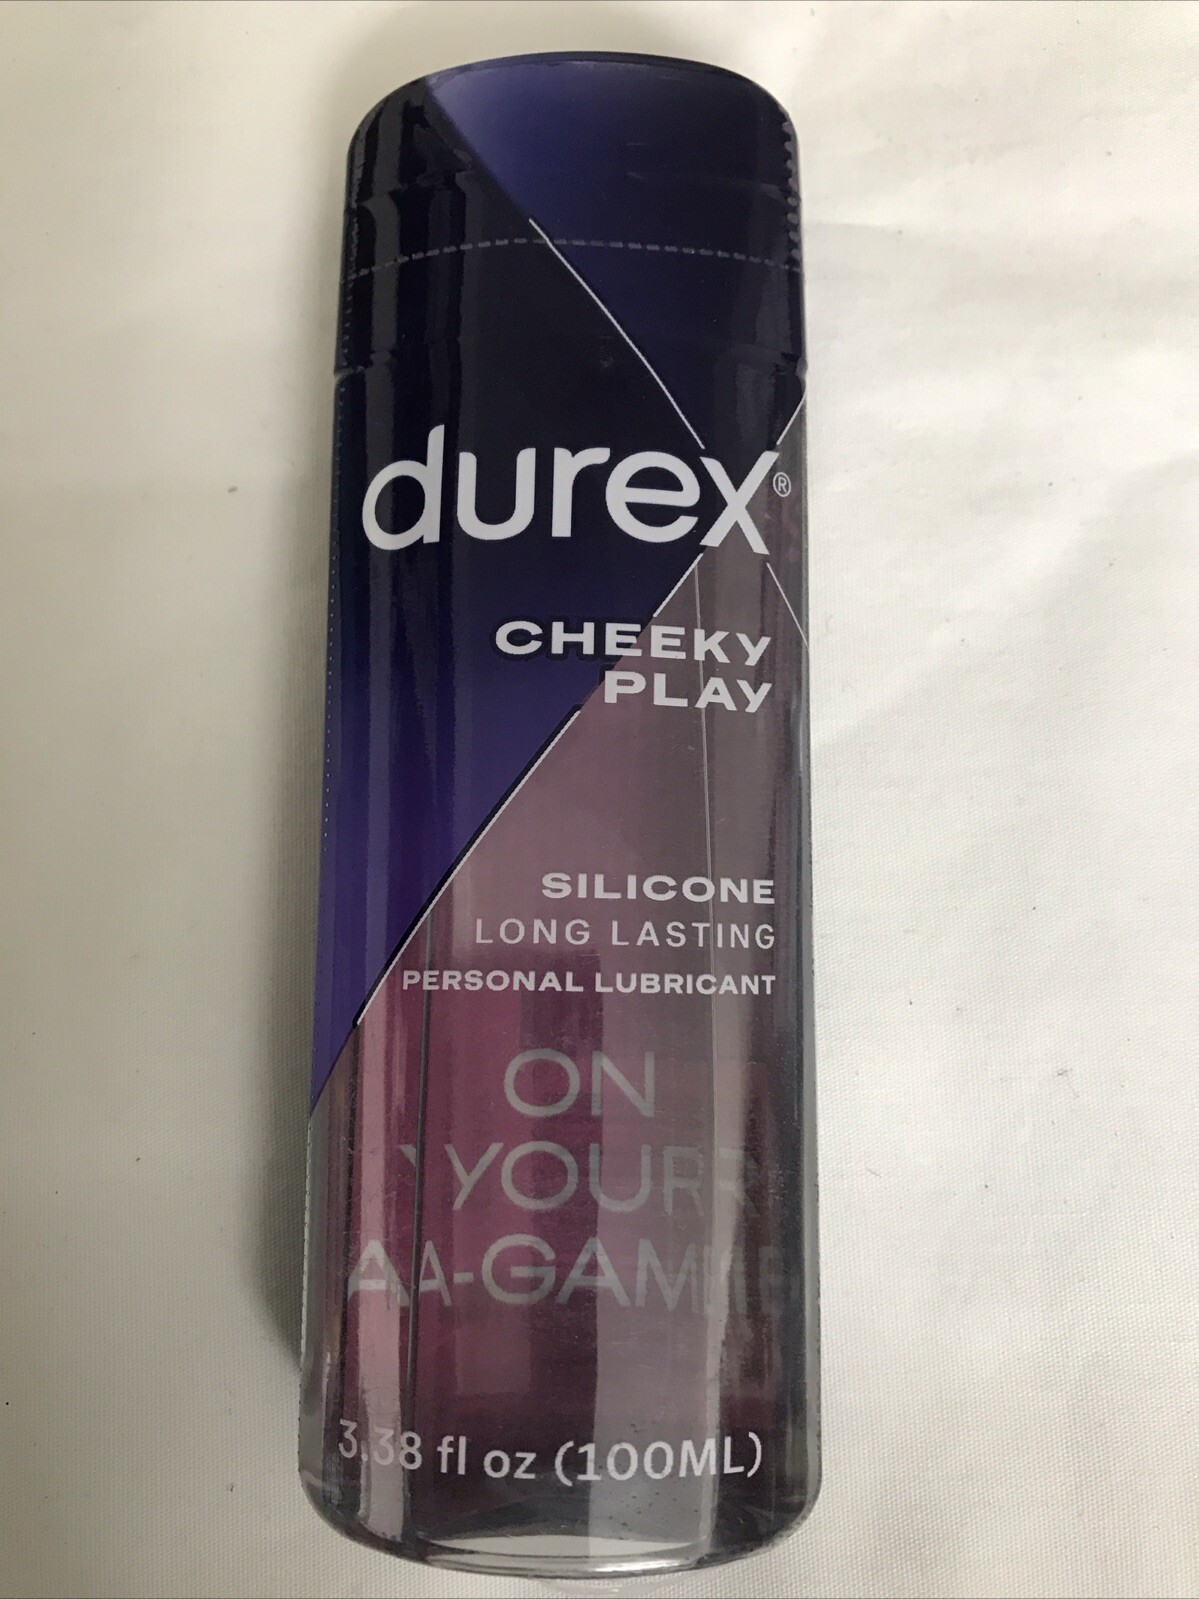 durex®
CHEEKY
PLAY
SILICONE
LONG LASTING
PERSONAL LUBRICANT
ON
YOUR
A-GAME
3.38 fl oz (100ML)